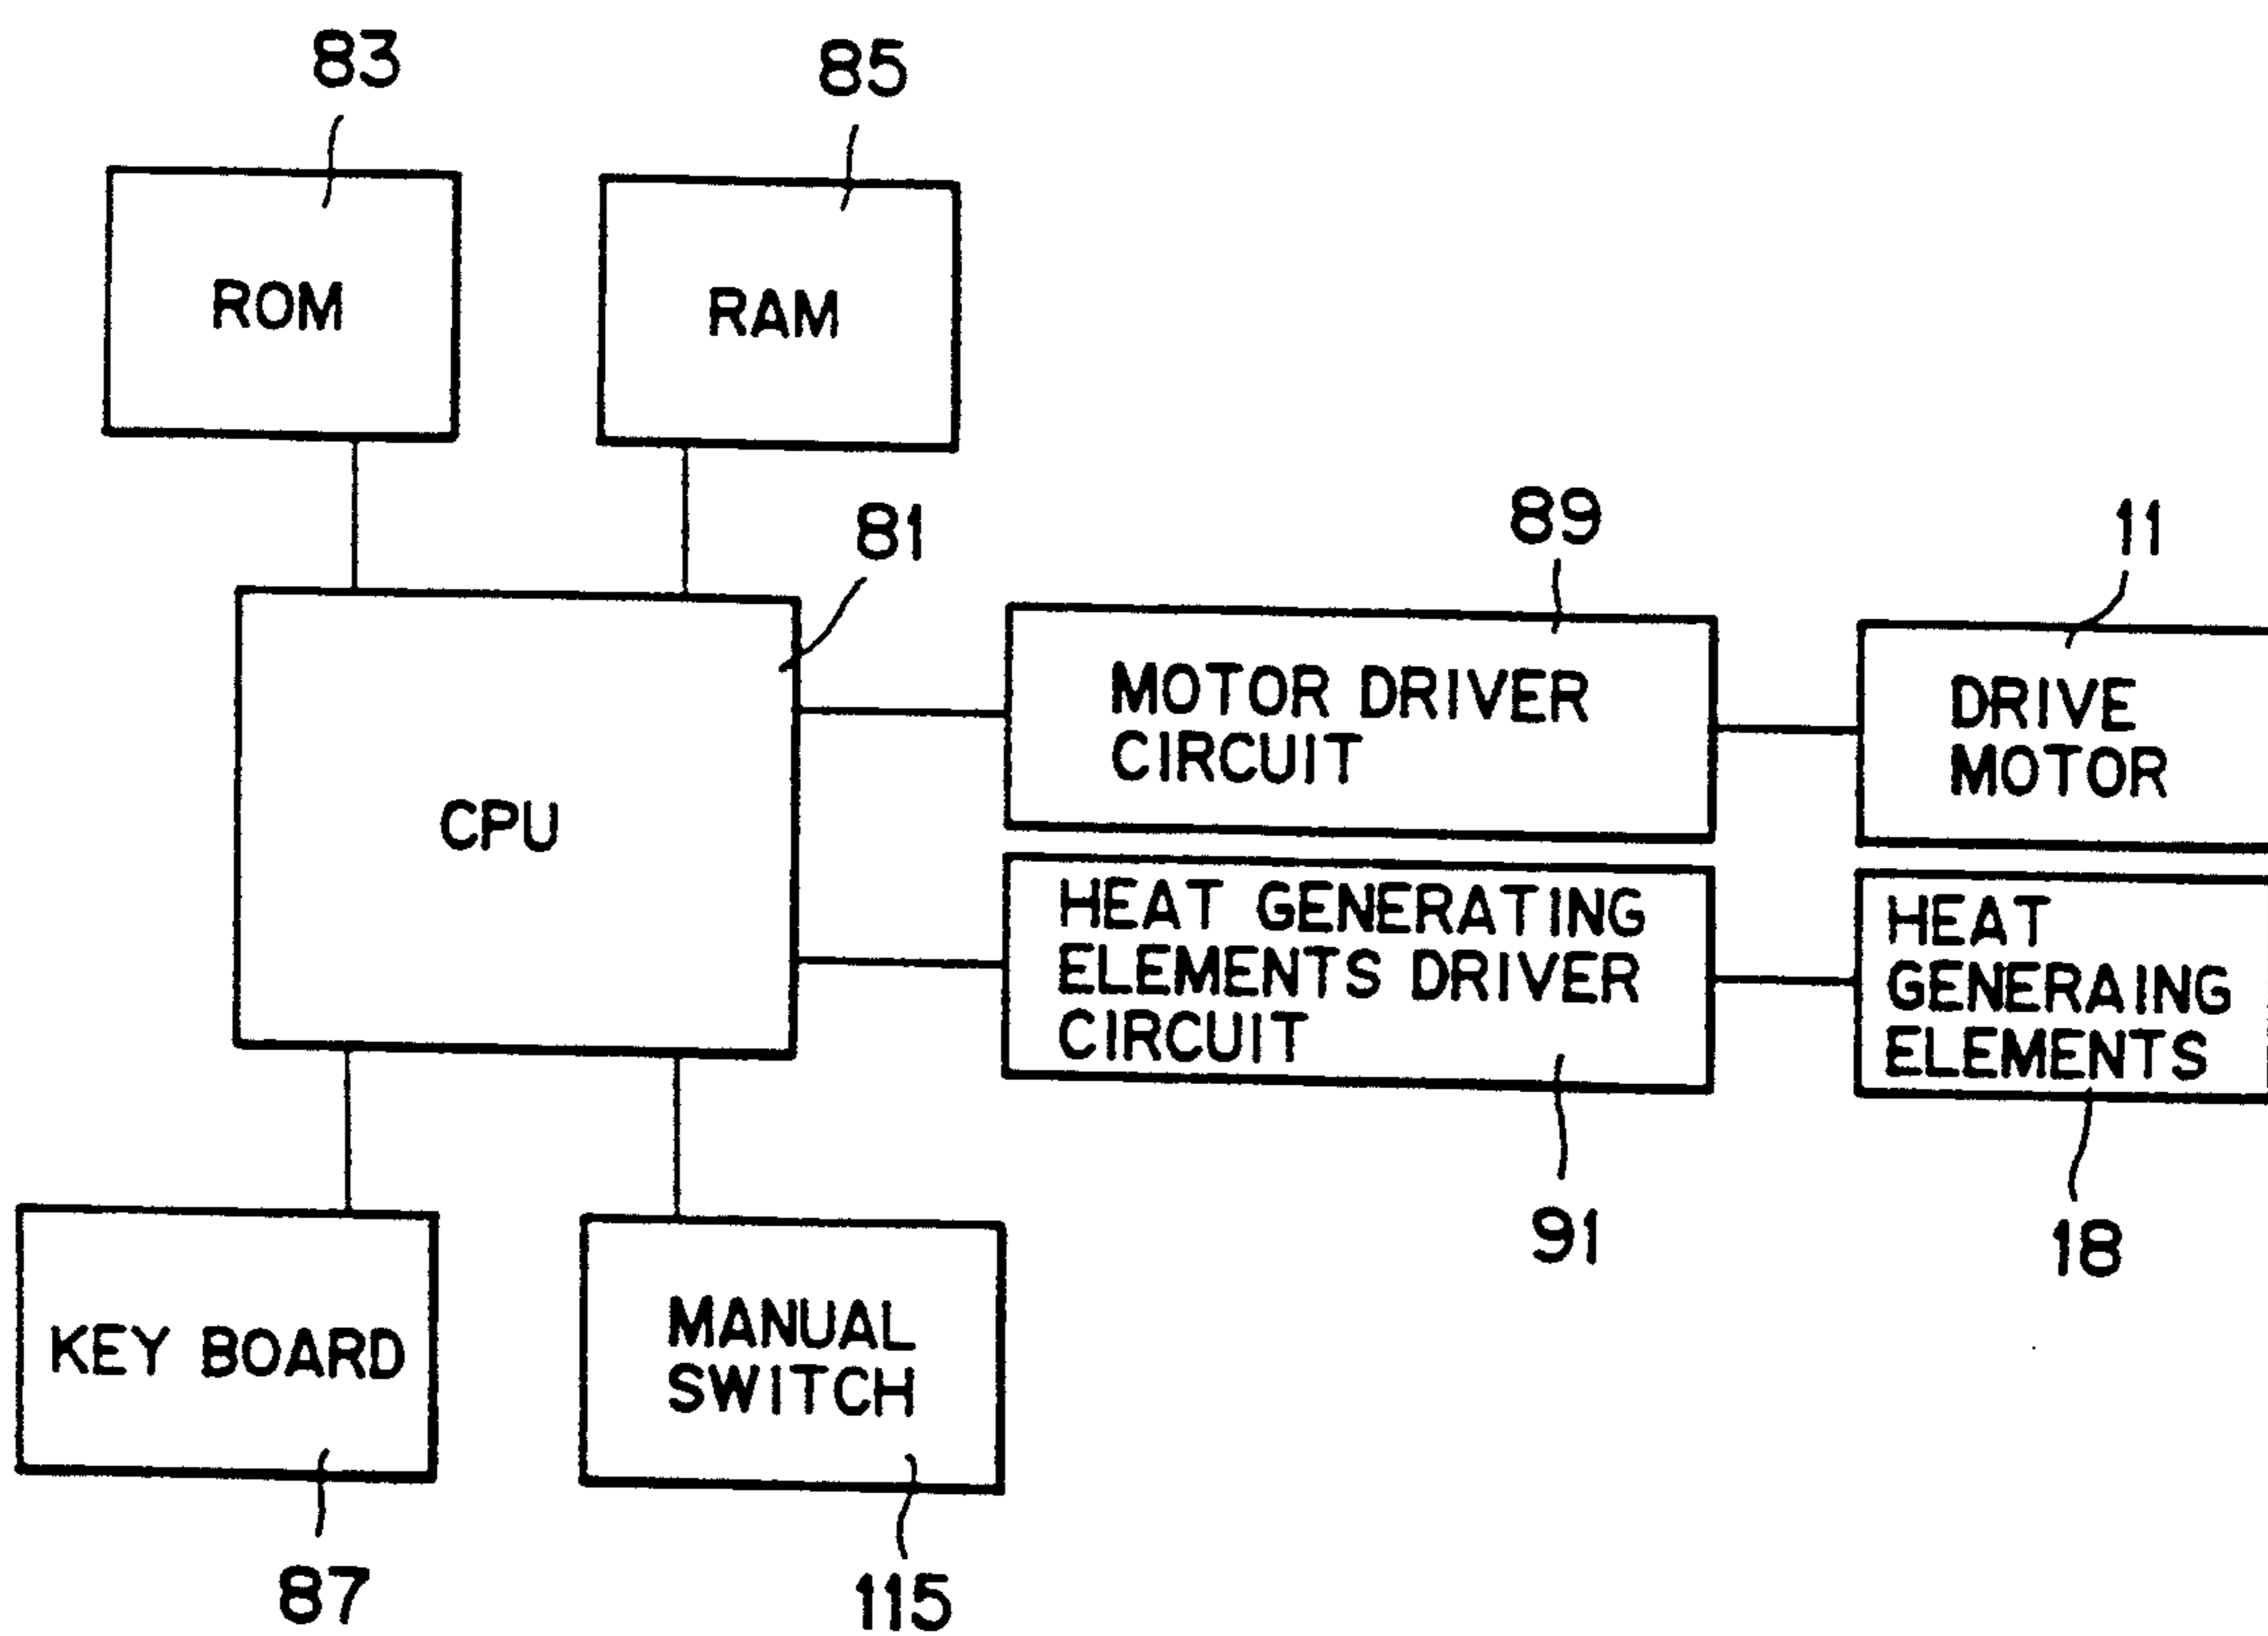 83
85
ROM
RAM
81
89
11
MOTOR DRIVER
CIRCUIT
DRIVE
MOTOR
CPU
HEAT GENERATING
ELEMENTS DRIVER
CIRCUIT
HEAT
GENERAING
ELEMENTS
91
18
KEY BOARD
MANUAL
SWITCH
87
115